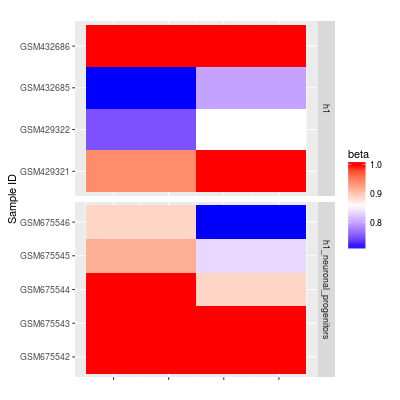 GSM432686
GSM432685
GSM429322
GSM429321
h1
GSM675546
GSM675545
GSM675544
GSM675543
GSM675542
h1_neuronal_progenitors
Sample ID
beta
1.0
0.9
0.8